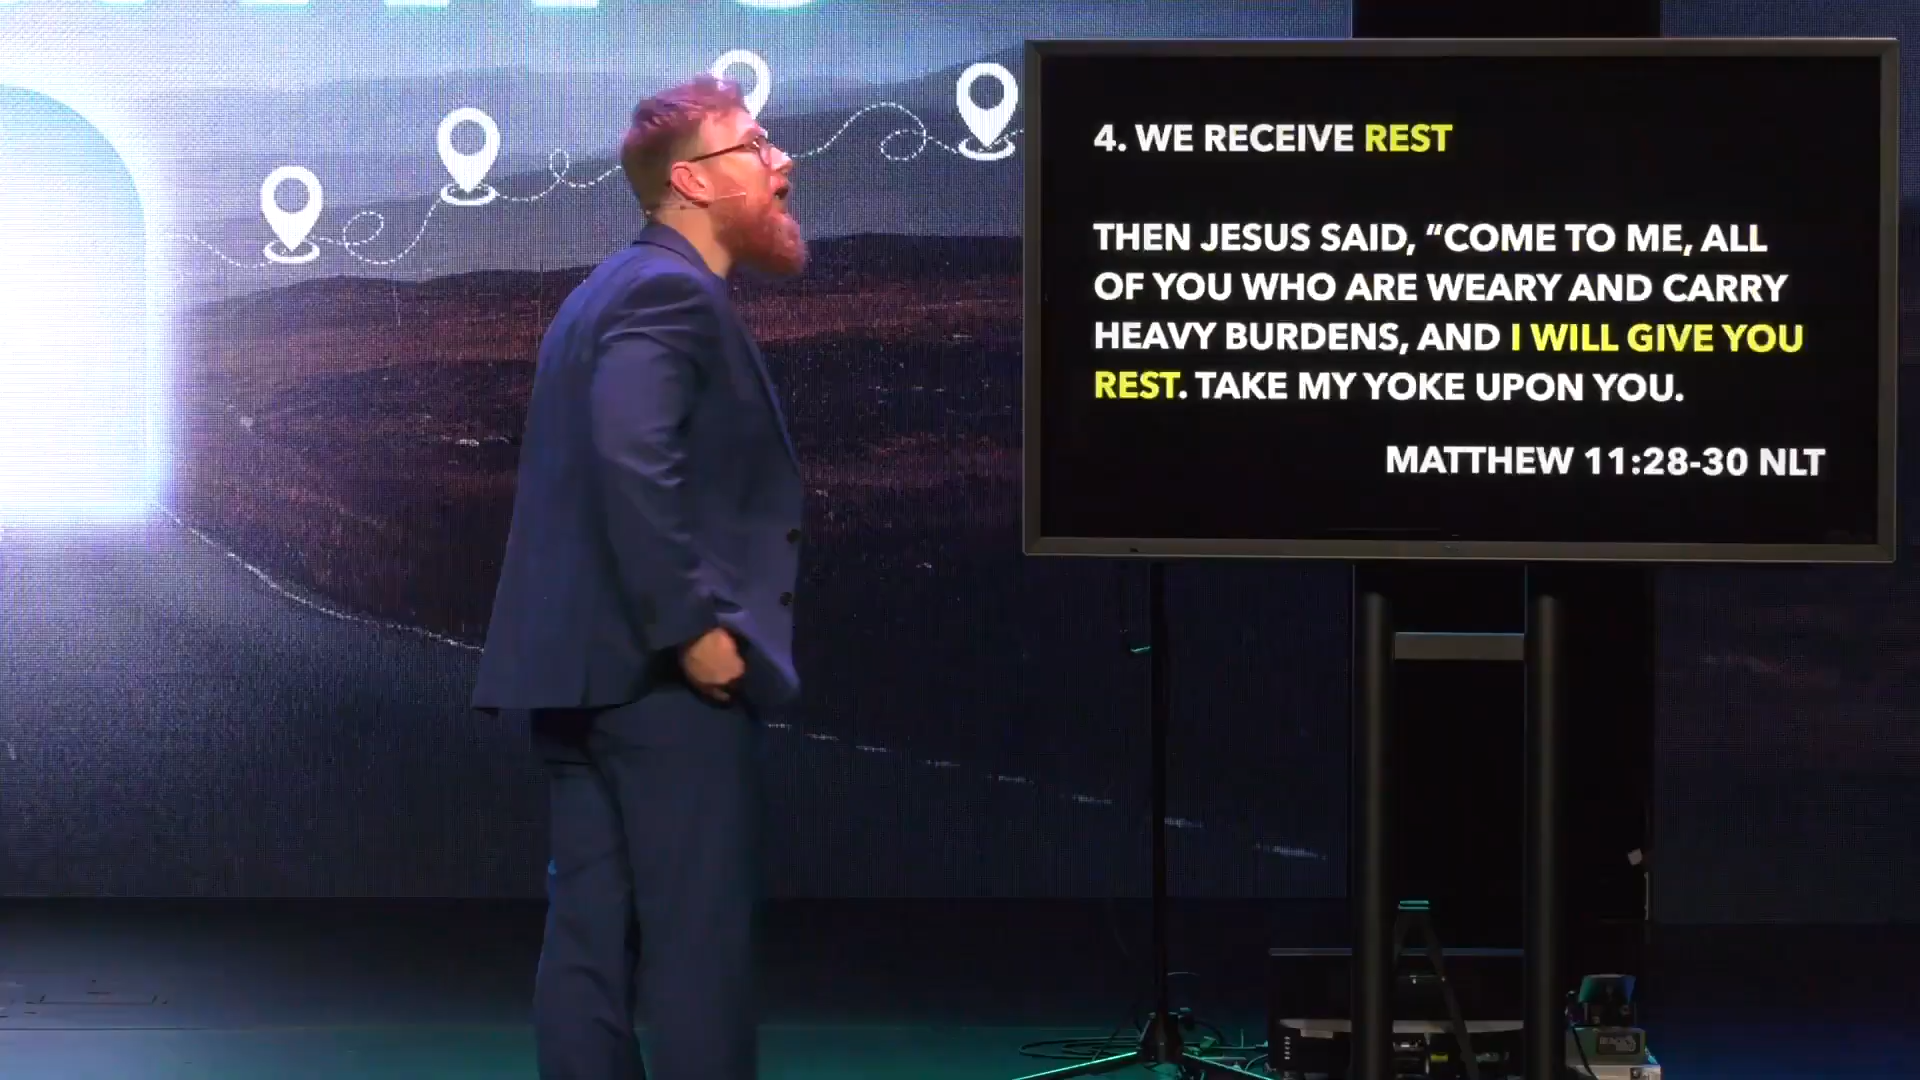 4. WE RECEIVE REST
THEN JESUS SAID, “COME TO ME, ALL
OF YOU WHO ARE WEARY AND CARRY
HEAVY BURDENS, AND I WILL GIVE YOU
REST. TAKE MY YOKE UPON YOU.
MATTHEW 11:28-30 NLT